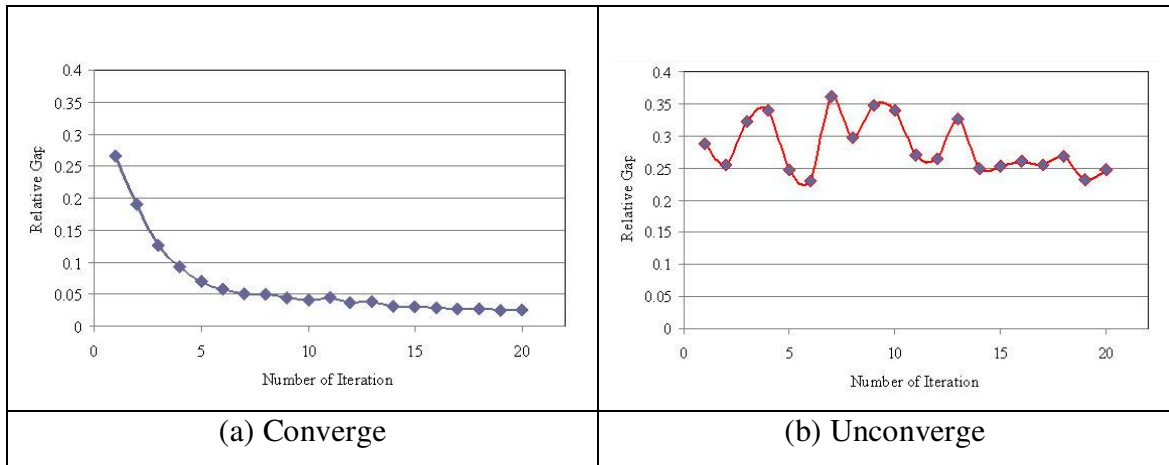 0.4
0.35
0.3
0.25
0.2
0.15
0.1
0.05
0
Relative Gap
0 5 10 15 20
Number of Iteration
(a) Converge
0.4
0.35
0.3
0.25
0.2
0.15
0.1
0.05
0
Relative Gap
0 5 10 15 20
Number of Iteration
(b) Unconverge